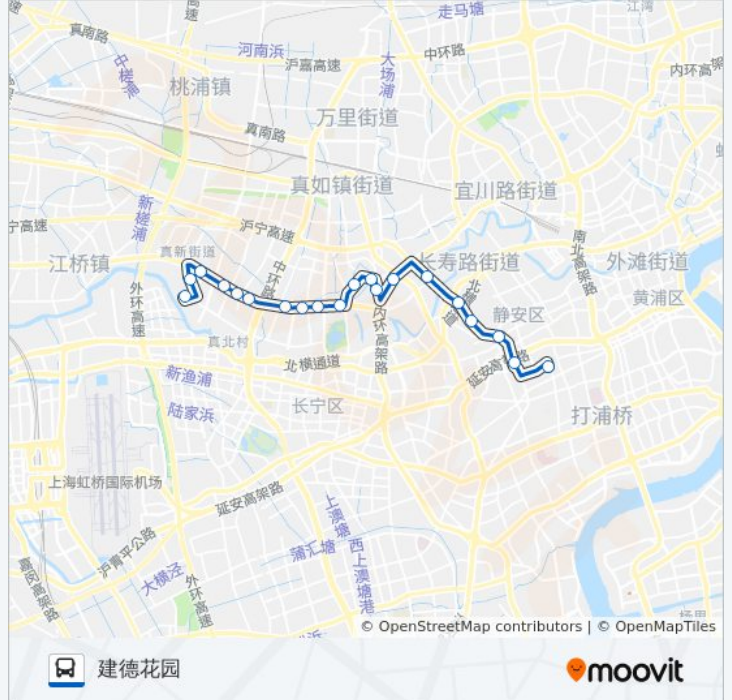 走马塘
江湾
高速
真南路
河南浜
中环路
沪嘉高速
大场浦
内环高架
中槎浦
桃浦镇
万里街道
真南路
真如镇街道
宜川路街道
新槎浦
宁高速
沪宁高速
真新街道
江桥镇
中环路
长寿路街道
南北高架路
外滩街道
外环高速
黄浦区
静安区
真北村
内环高架路
北横通道
延安高
路
新渔浦
陆家浜
长宁区
打浦桥
上海虹桥国际机场
延安高架路
上澳塘
蒲汇塘
西上澳塘港
沪青平公路
大横泾
嘉闵高架路
外环高速
© OpenStreetMap contributors | © OpenMapTiles
建德花园
moovit